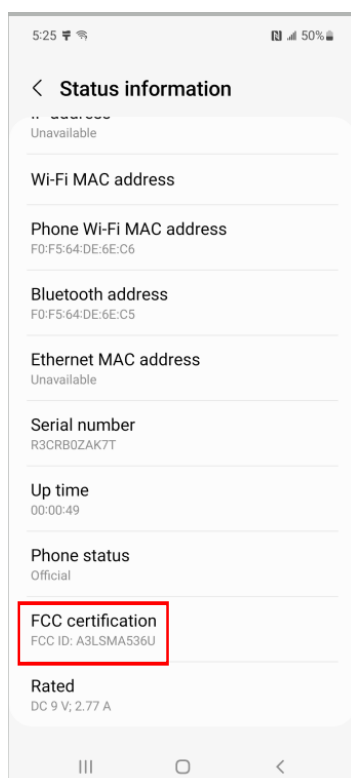 5:25 50%
Status information
Unavailable
Wi-Fi MAC address
Phone Wi-Fi MAC address
F0:F5:64:DE:6E:C6
Bluetooth address
F0:F5:64:DE:6E:C5
Ethernet MAC address
Unavailable
Serial number
R3CRB0ZAK7T
Up time
00:00:49
Phone status
Official
FCC certification
FCC ID: A3LSMA536U
Rated
DC 9 V; 2.77 A